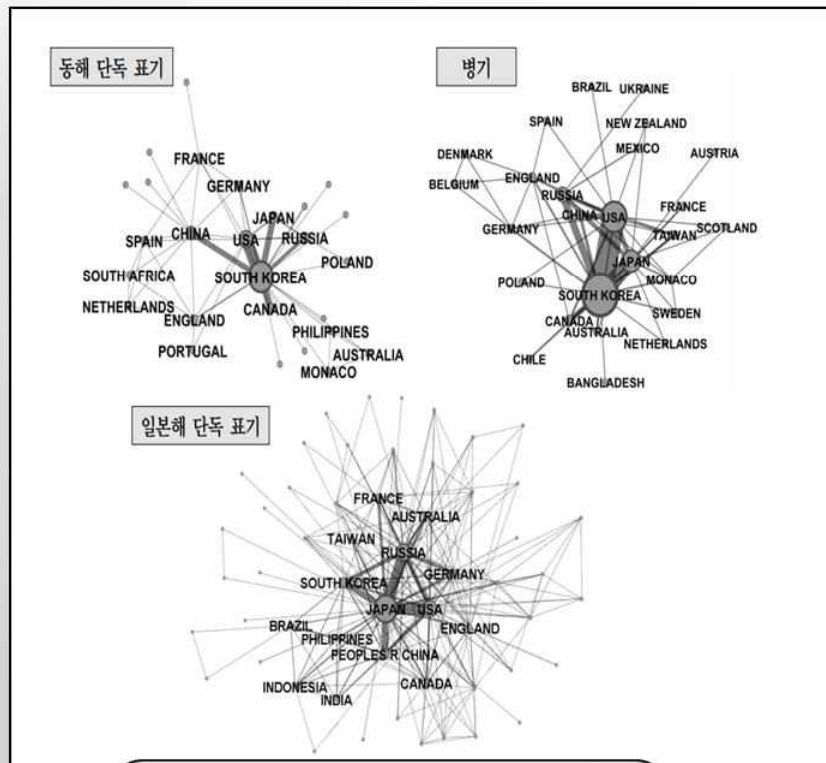 동해 단독 표기
FRANCE
GERMANY
JAPAN
CHINA
USA
RUSSIA
SPAIN
POLAND
SOUTH AFRICA
SOUTH KOREA
NETHERLANDS
CANADA
ENGLAND
PHILIPPINES
PORTUGAL
AUSTRALIA
MONACO
병기
BRAZIL
UKRAINE
SPAIN
NEW ZEALAND
MEXICO
DENMARK
AUSTRIA
ENGLAND
BELGIUM
RUSSIA
FRANCE
CHINA
USA
GERMANY
TAIWAN
SCOTLAND
JAPAN
POLAND
MONACO
SOUTH KOREA
SWEDEN
CANADA
AUSTRALIA
NETHERLANDS
CHILE
BANGLADESH
일본해 단독 표기
FRANCE
AUSTRALIA
TAIWAN
RUSSIA
GERMANY
SOUTH KOREA
JAPAN
USA
BRAZIL
ENGLAND
PHILIPPINES
PEOPLES R CHINA
INDONESIA
CANADA
INDIA